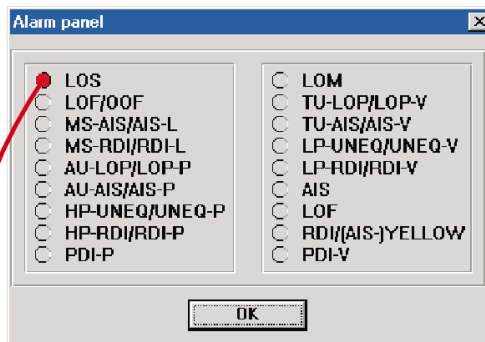 Alarm panel
LOS
LOF/OOF
MS-AIS/AIS-L
MS-RDI/RDI-L
AU-LOP/LOP-P
AU-AIS/AIS-P
HP-UNEQ/UNEQ-P
HP-RDI/RDI-P
PDI-P
LOM
TU-LOP/LOP-V
TU-AIS/AIS-V
LP-UNEQ/UNEQ-V
LP-RDI/RDI-V
AIS
LOF
RDI/(AIS-)YELLOW
PDI-V
OK